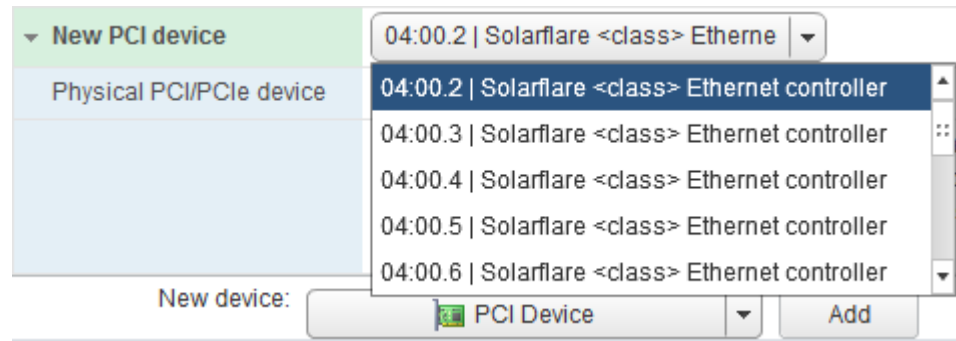 New PCI device
04:00.2 | Solarflare <class> Etherne
Physical PCI/PCIe device
04:00.2 | Solarflare <class> Ethernet controller
04:00.3 | Solarflare <class> Ethernet controller
04:00.4 | Solarflare <class> Ethernet controller
04:00.5 | Solarflare <class> Ethernet controller
04:00.6 | Solarflare <class> Ethernet controller
New device:
PCI Device
Add